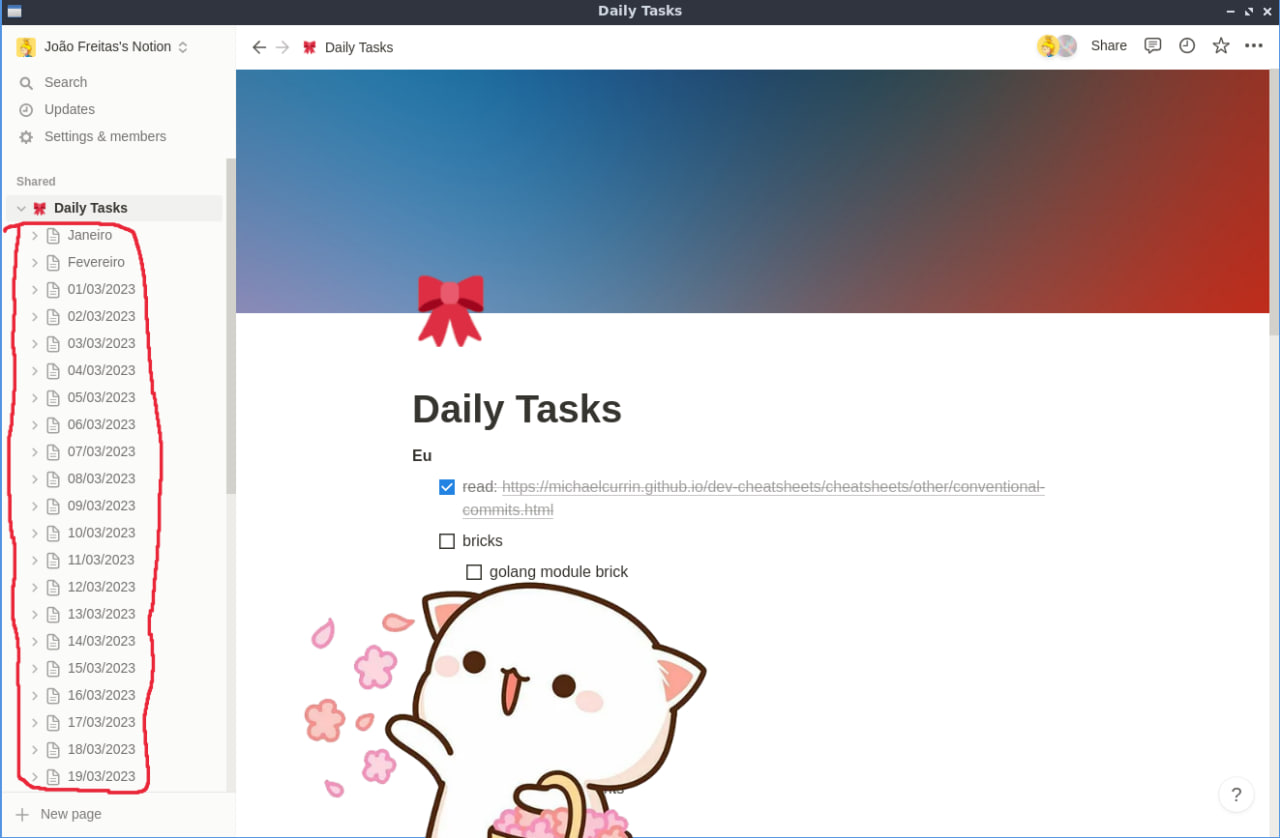 Daily Tasks
João Freitas's Notion
Search
Updates
Settings & members
Shared
Daily Tasks
Janeiro
Fevereiro
01/03/2023
02/03/2023
03/03/2023
04/03/2023
05/03/2023
06/03/2023
07/03/2023
08/03/2023
09/03/2023
10/03/2023
11/03/2023
12/03/2023
13/03/2023
14/03/2023
15/03/2023
16/03/2023
17/03/2023
18/03/2023
19/03/2023
New page
Daily Tasks
Share
Daily Tasks
Eu
read: https://michaelcurrin.github.io/dev-cheatsheets/cheatsheets/other/conventional-
commits.html
bricks
golang module brick
?